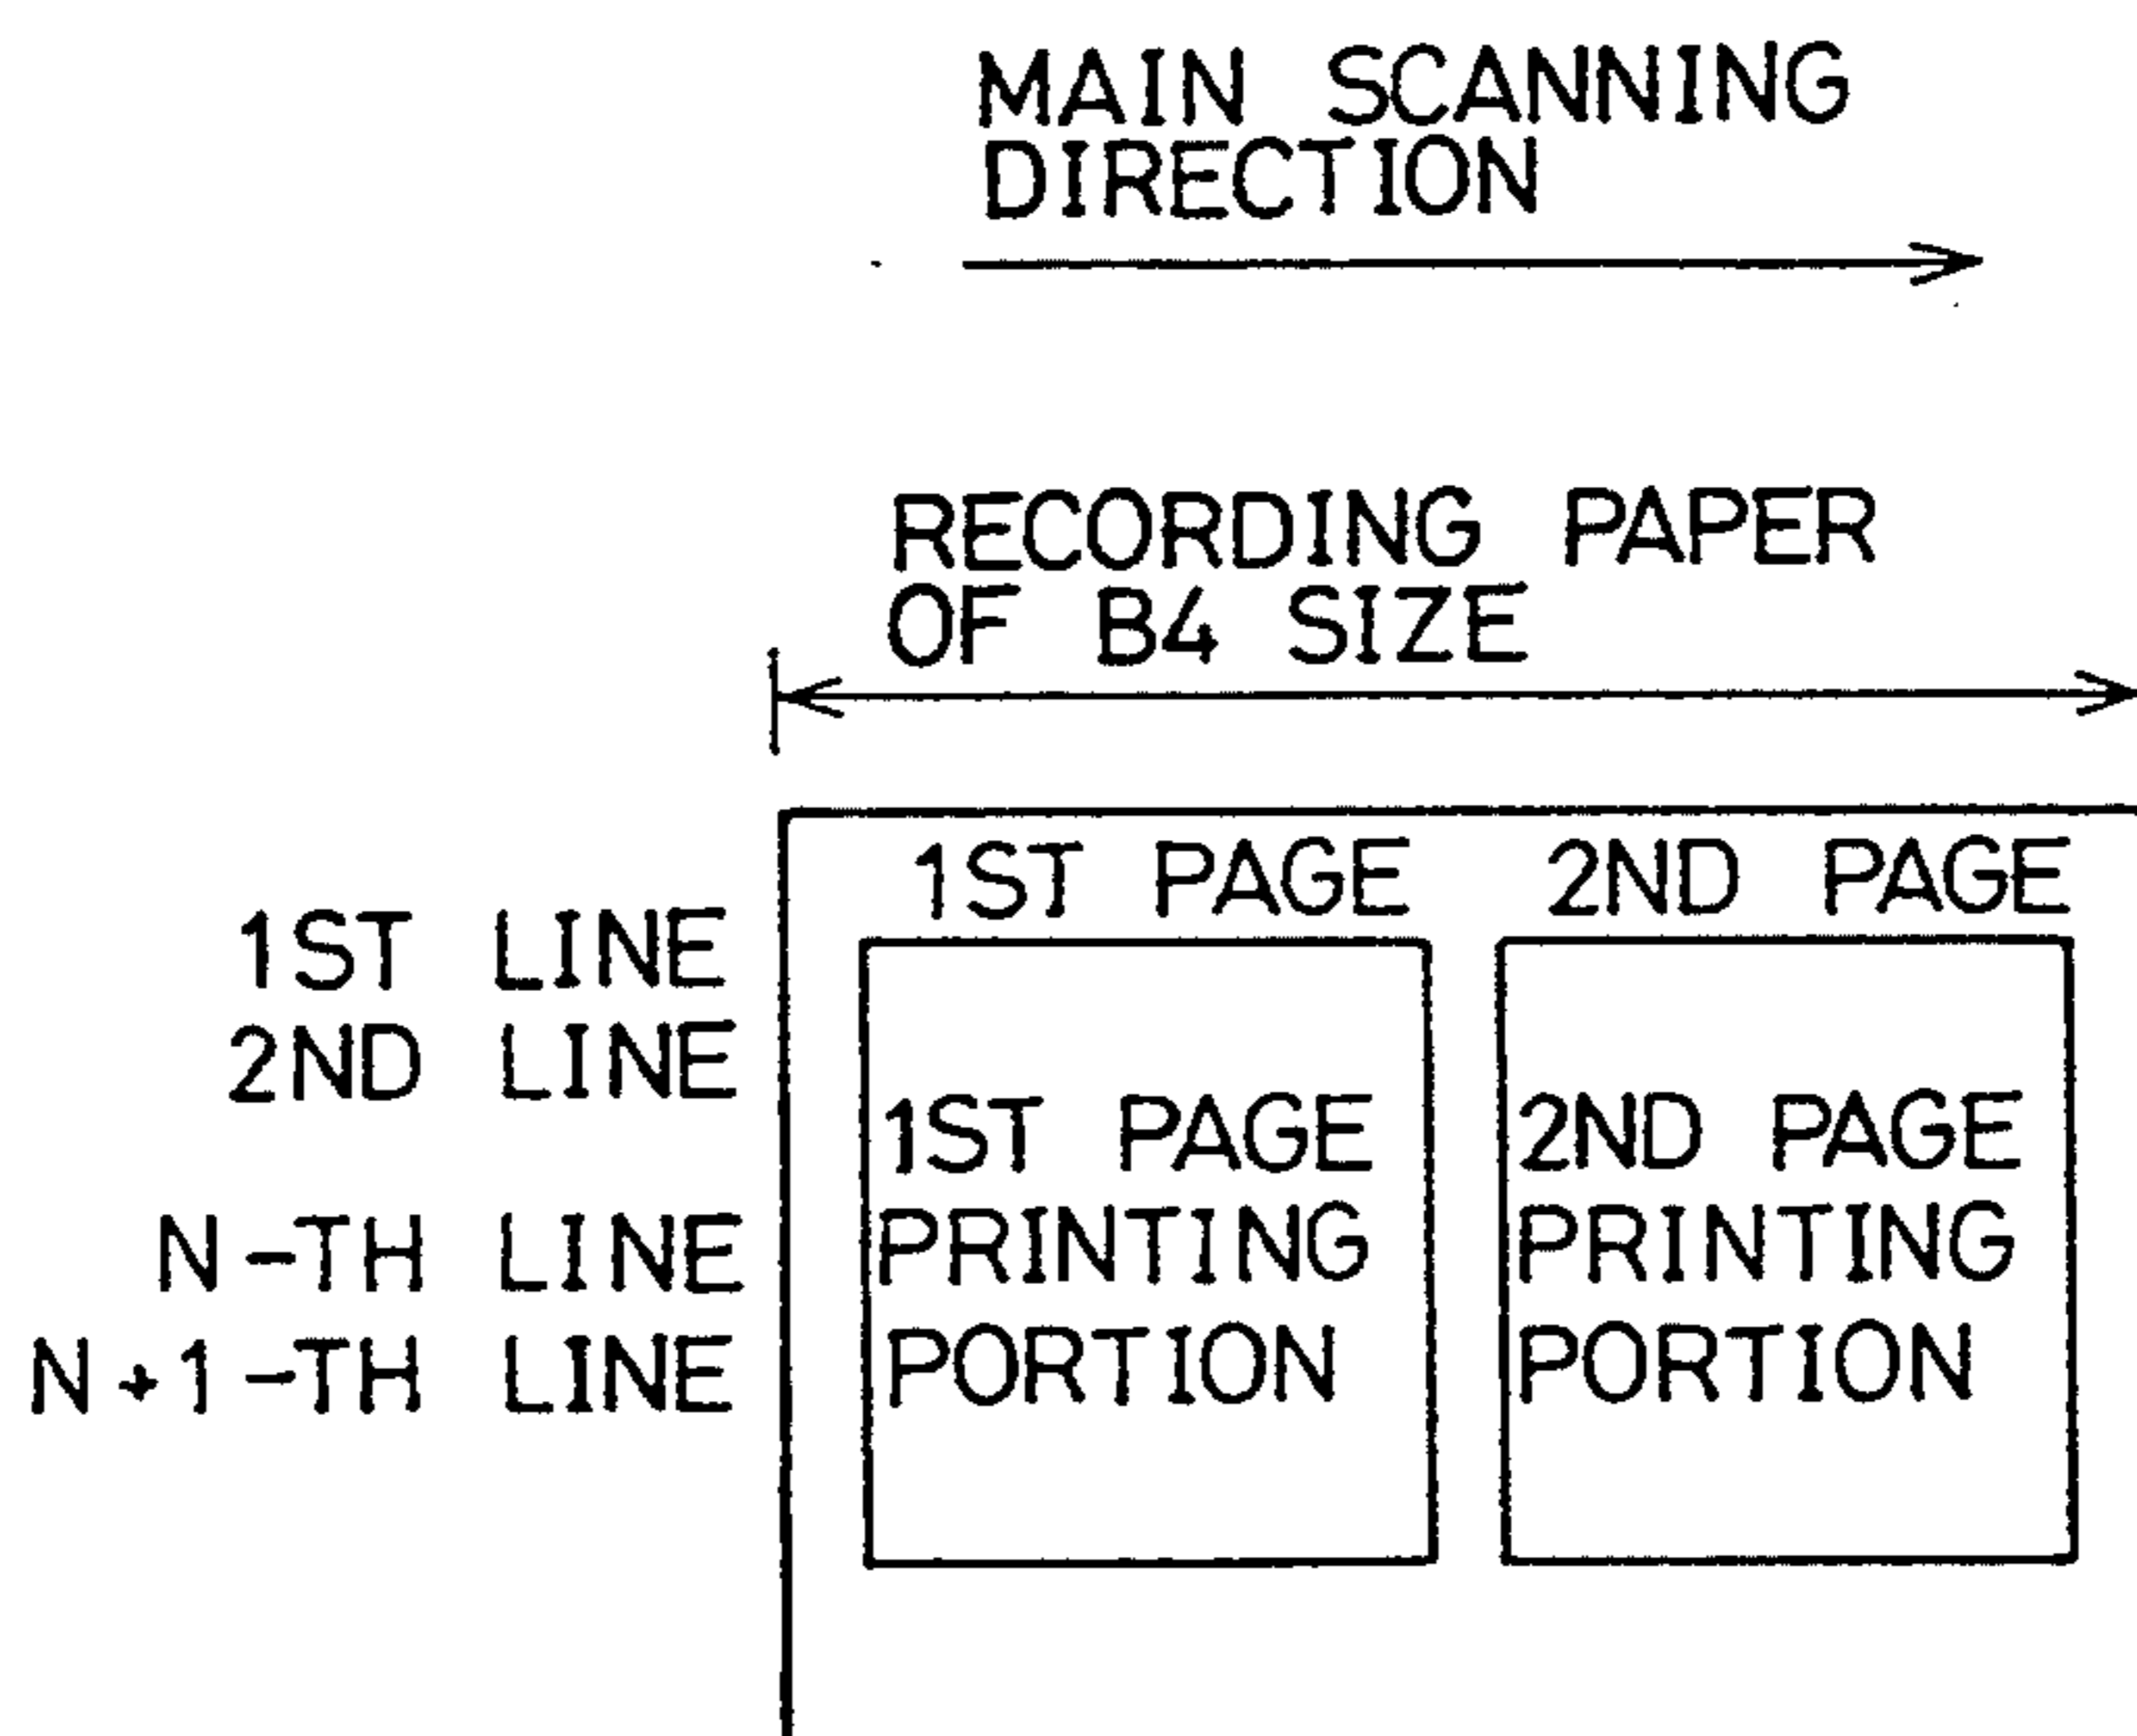 MAIN SCANNING
DIRECTION
RECORDING PAPER
OF B4 SIZE
1ST PAGE
2ND PAGE
1ST LINE
2ND LINE
N-TH LINE
N+1-TH LINE
1ST PAGE
PRINTING
PORTION
2ND PAGE
PRINTING
PORTION